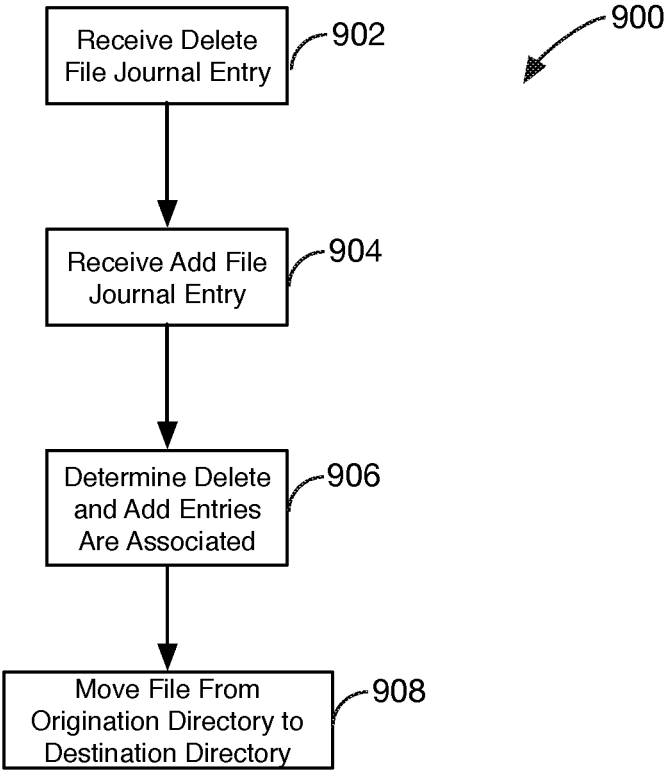 900
Receive Delete
File Journal Entry
902
Receive Add File
Journal Entry
904
Determine Delete
and Add Entries
Are Associated
906
Move File From
Origination Directory to
Destination Directory
908